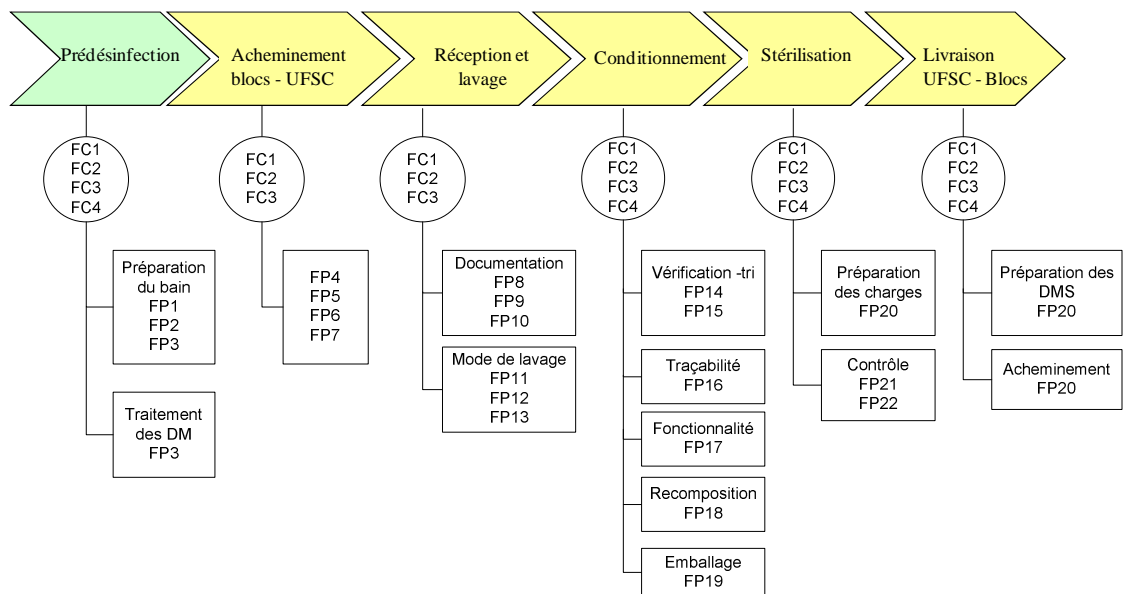 Prédésinfection
Acheminement
blocs - UFSC
Réception et
lavage
Conditionnement
Stérilisation
Livraison
UFSC - Blocs
FC1
FC2
FC3
FC4
FC1
FC2
FC3
FC1
FC2
FC3
FC1
FC2
FC3
FC4
FC1
FC2
FC3
FC4
FC1
FC2
FC3
FC4
Préparation
du bain
FP1
FP2
FP3
Traitement
des DM
FP3
FP4
FP5
FP6
FP7
Documentation
FP8
FP9
FP10
Mode de lavage
FP11
FP12
FP13
Vérification -tri
FP14
FP15
Traçabilité
FP16
Fonctionnalité
FP17
Recomposition
FP18
Emballage
FP19
Préparation
des charges
FP20
Contrôle
FP21
FP22
Préparation des
DMS
FP20
Acheminement
FP20